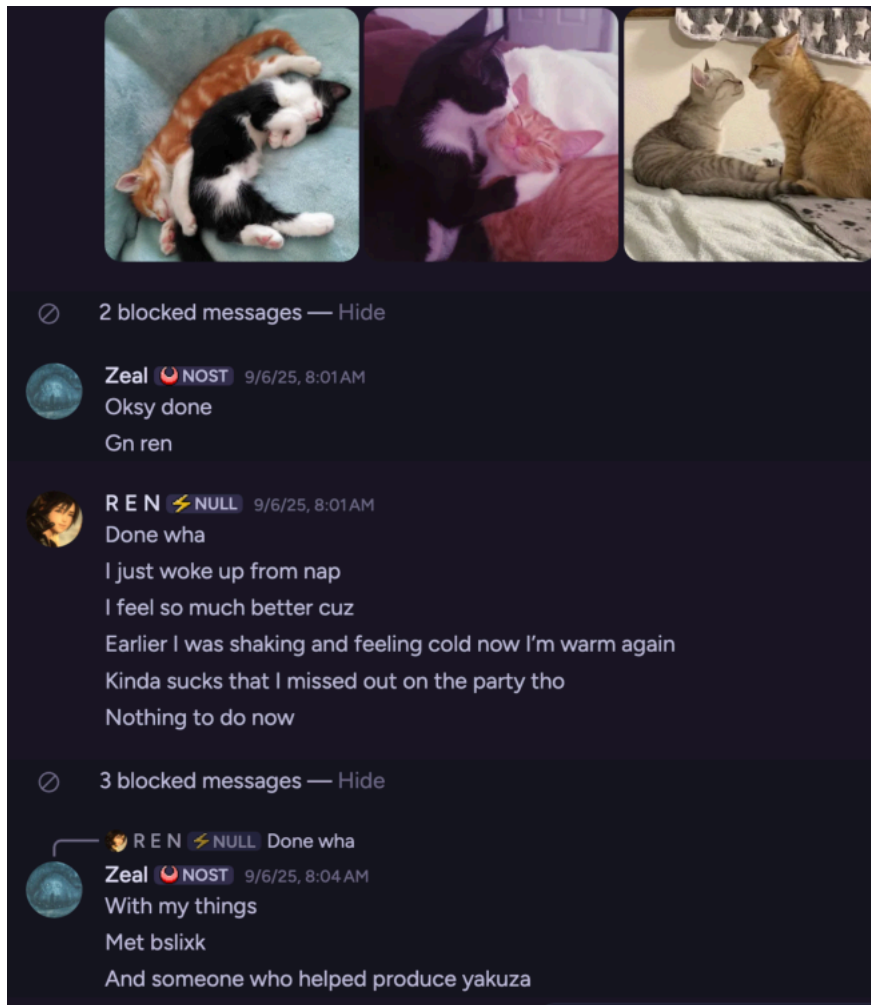 2 blocked messages — Hide
Zeal NOST 9/6/25, 8:01 AM
Oksy done
Gn ren
R E N NULL 9/6/25, 8:01 AM
Done wha
I just woke up from nap
I feel so much better cuz
Earlier I was shaking and feeling cold now I’m warm again
Kinda sucks that I missed out on the party tho
Nothing to do now
3 blocked messages — Hide
R E N NULL Done wha
Zeal NOST 9/6/25, 8:04 AM
With my things
Met bslixk
And someone who helped produce yakuza